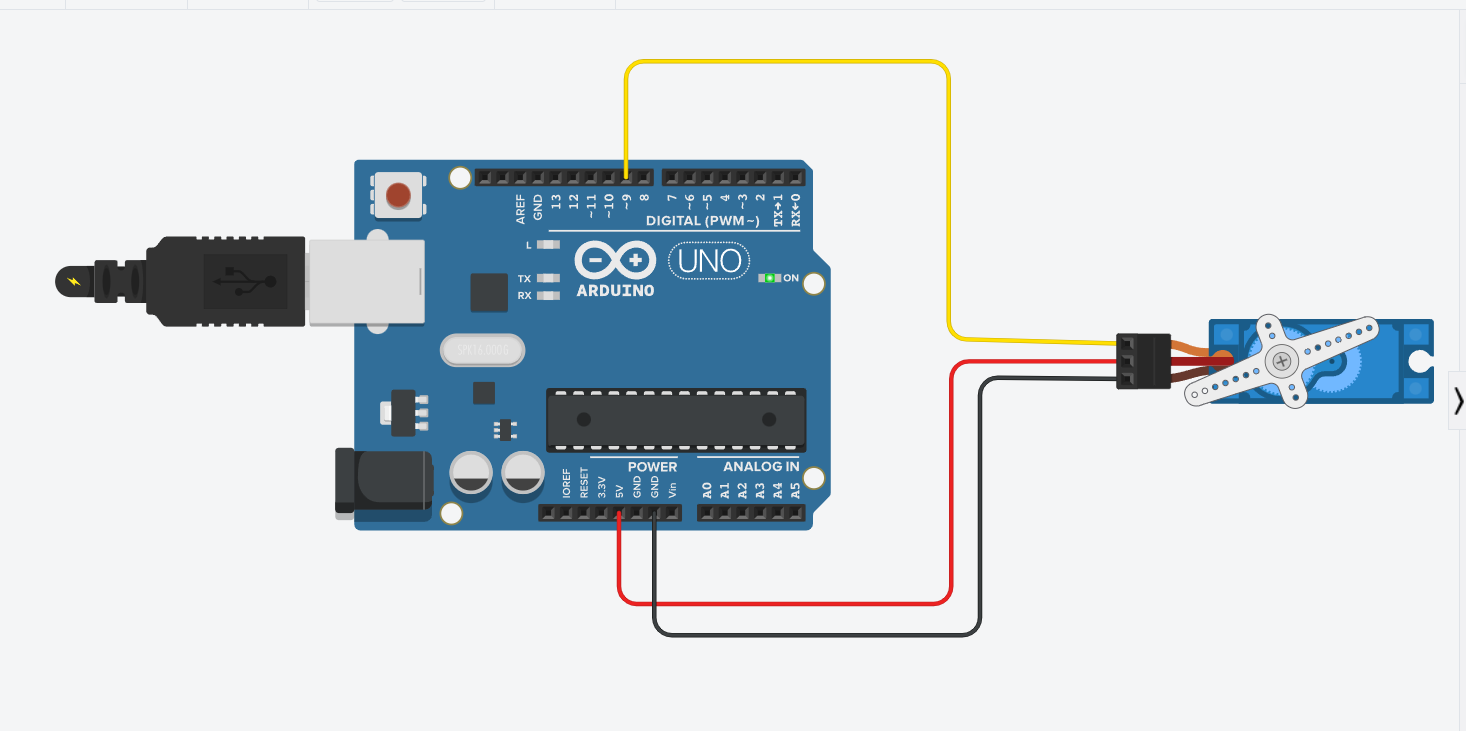 AREF
GND
13
12
~11
~10
~9
8
7
~6
~5
4
~3
2
TX→1
RX←0
DIGITAL (PWM~)
L
TX
RX
UNO
ARDUINO
ON
IOREF
RESET
3.3V
5V
GND
GND
Vin
POWER
ANALOG IN
A0
A1
A2
A3
A4
A5